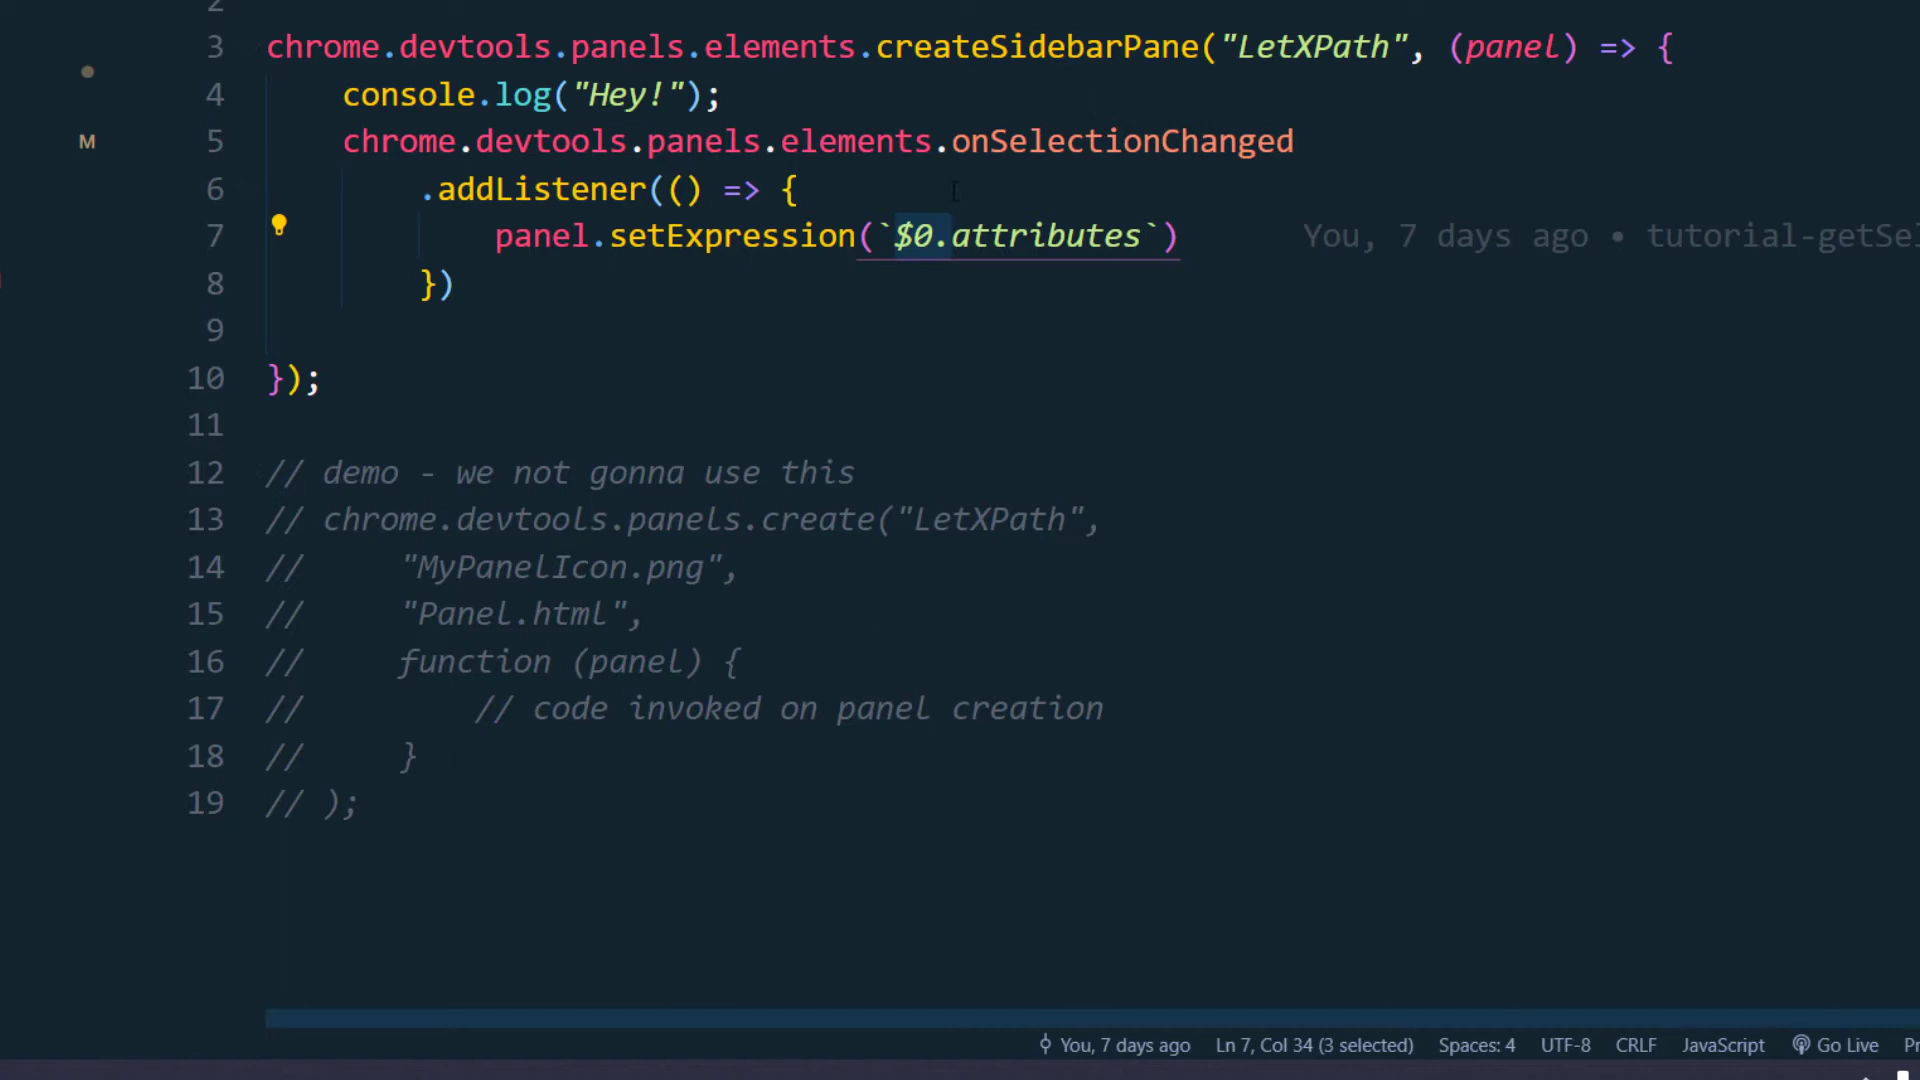 2
3 chrome.devtools.panels.elements.createSidebarPane("LetXPath", (panel) => {
4 console.log("Hey!");
M 5 chrome.devtools.panels.elements.onSelectionChanged
6 .addListener(() => {
7 panel.setExpression(`$0.attributes`) You, 7 days ago • tutorial-getSel
8 })
9
10 });
11
12 // demo - we not gonna use this
13 // chrome.devtools.panels.create("LetXPath",
14 // "MyPanelIcon.png",
15 // "Panel.html",
16 // function (panel) {
17 // // code invoked on panel creation
18 // }
19 // );
You, 7 days ago Ln 7, Col 34 (3 selected) Spaces: 4 UTF-8 CRLF JavaScript Go Live Pr